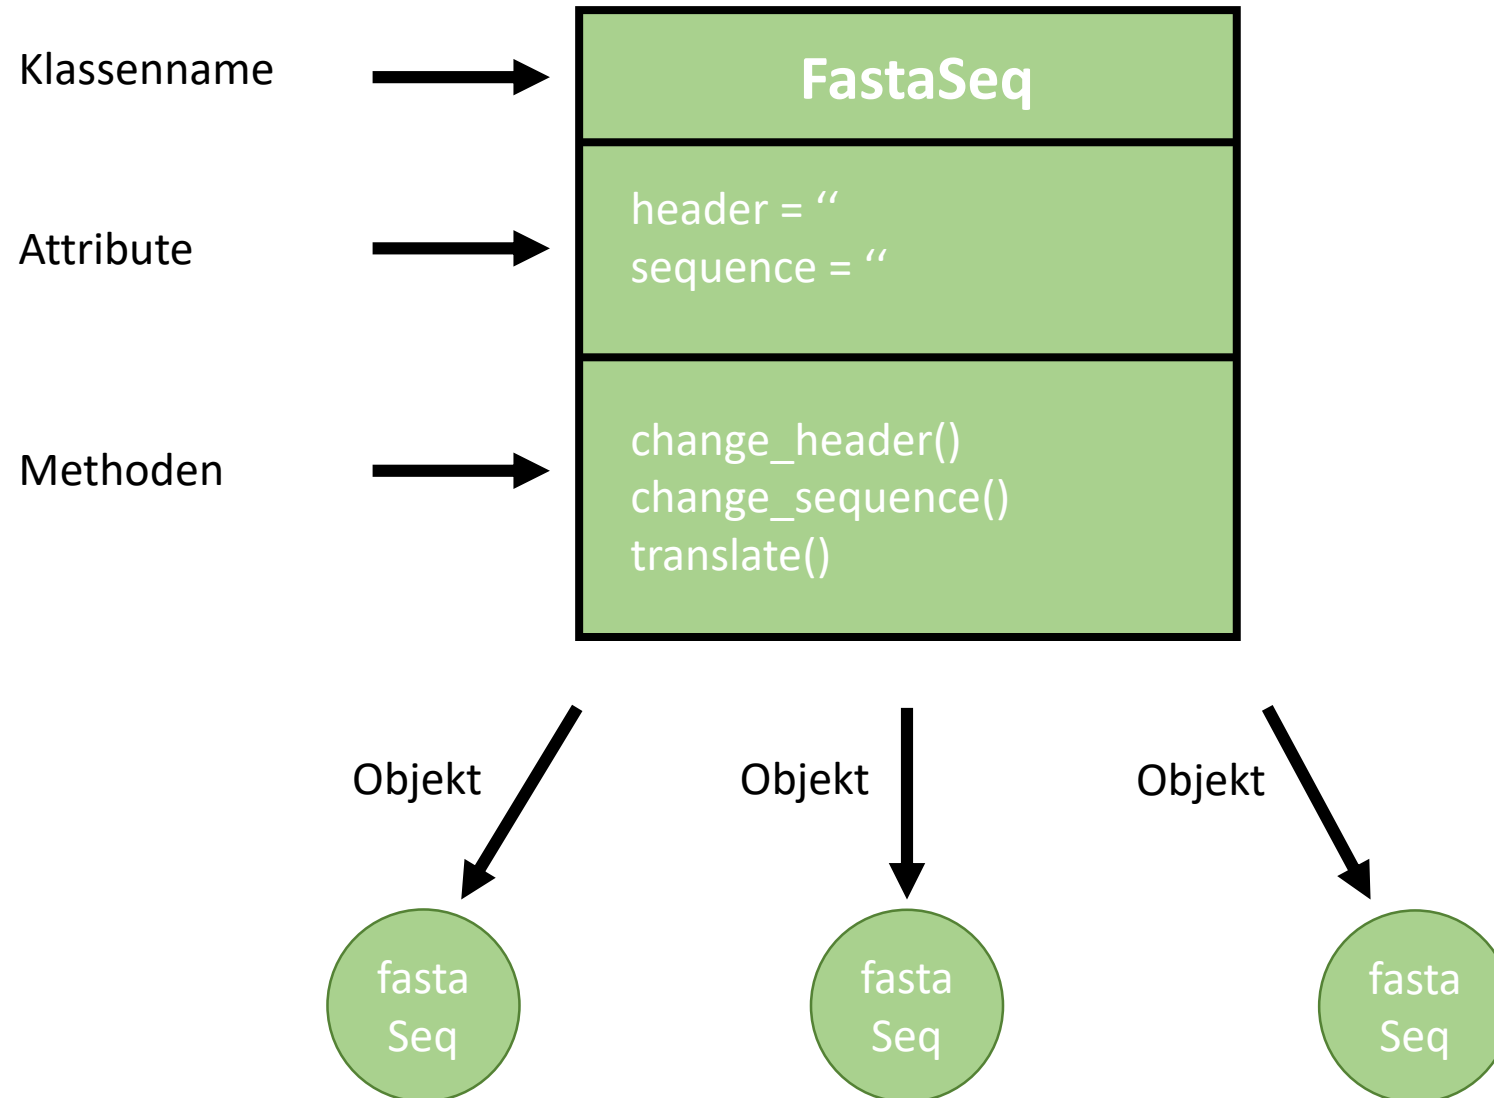 Klassenname
FastaSeq
Attribute
header = ‘‘
sequence = ‘‘
Methoden
change_header()
change_sequence()
translate()
Objekt
Objekt
Objekt
fasta
Seq
fasta
Seq
fasta
Seq